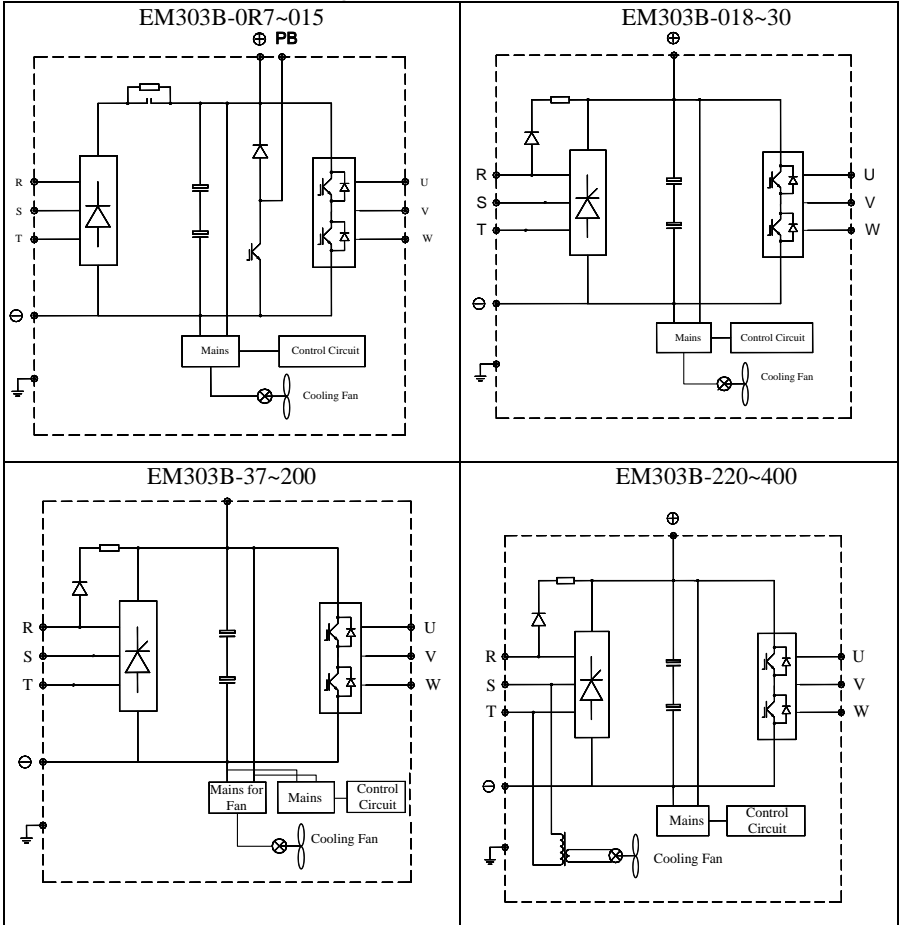 EM303B-0R7~015
⊕ PB
R
S
T
U
V
W
⊖
Mains
Control Circuit
Cooling Fan
EM303B-018~30
⊕
R
S
T
U
V
W
⊖
Mains
Control Circuit
Cooling Fan
EM303B-37~200
R
S
T
U
V
W
⊖
Mains for
Fan
Mains
Control
Circuit
Cooling Fan
EM303B-220~400
⊕
R
S
T
U
V
W
⊖
Mains
Control
Circuit
Cooling Fan